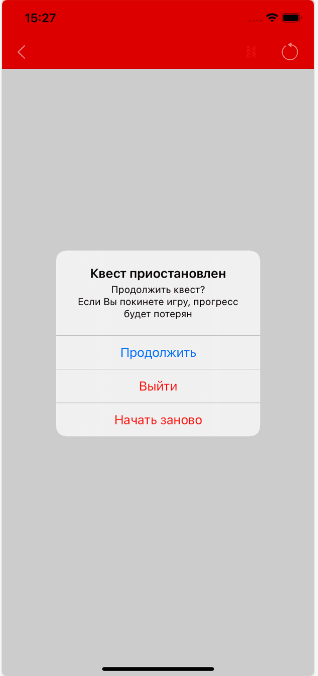 15:27
Квест приостановлен
Продолжить квест?
Если Вы покинете игру, прогресс
будет потерян
Продолжить
Выйти
Начать заново